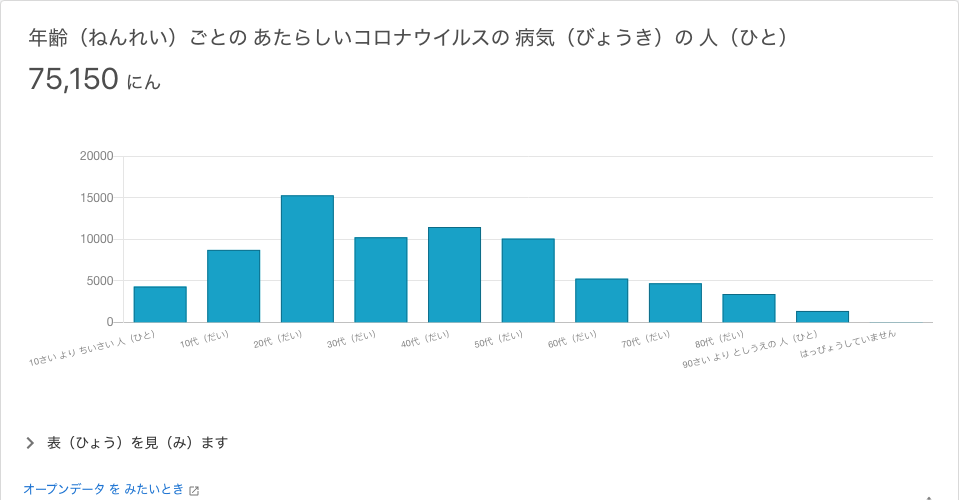 年齢（ねんれい）ごとの あたらしいコロナウイルスの 病気（びょうき）の 人（ひと）
75,150 にん
20000
15000
10000
5000
0
10さい より ちいさい 人（ひと）
10代（だい）
20代（だい）
30代（だい）
40代（だい）
50代（だい）
60代（だい）
70代（だい）
80代（だい）
90さい より としうえの 人（ひと）
はっぴょうしていません
表（ひょう）を見（み）ます
オープンデータ を みたいとき